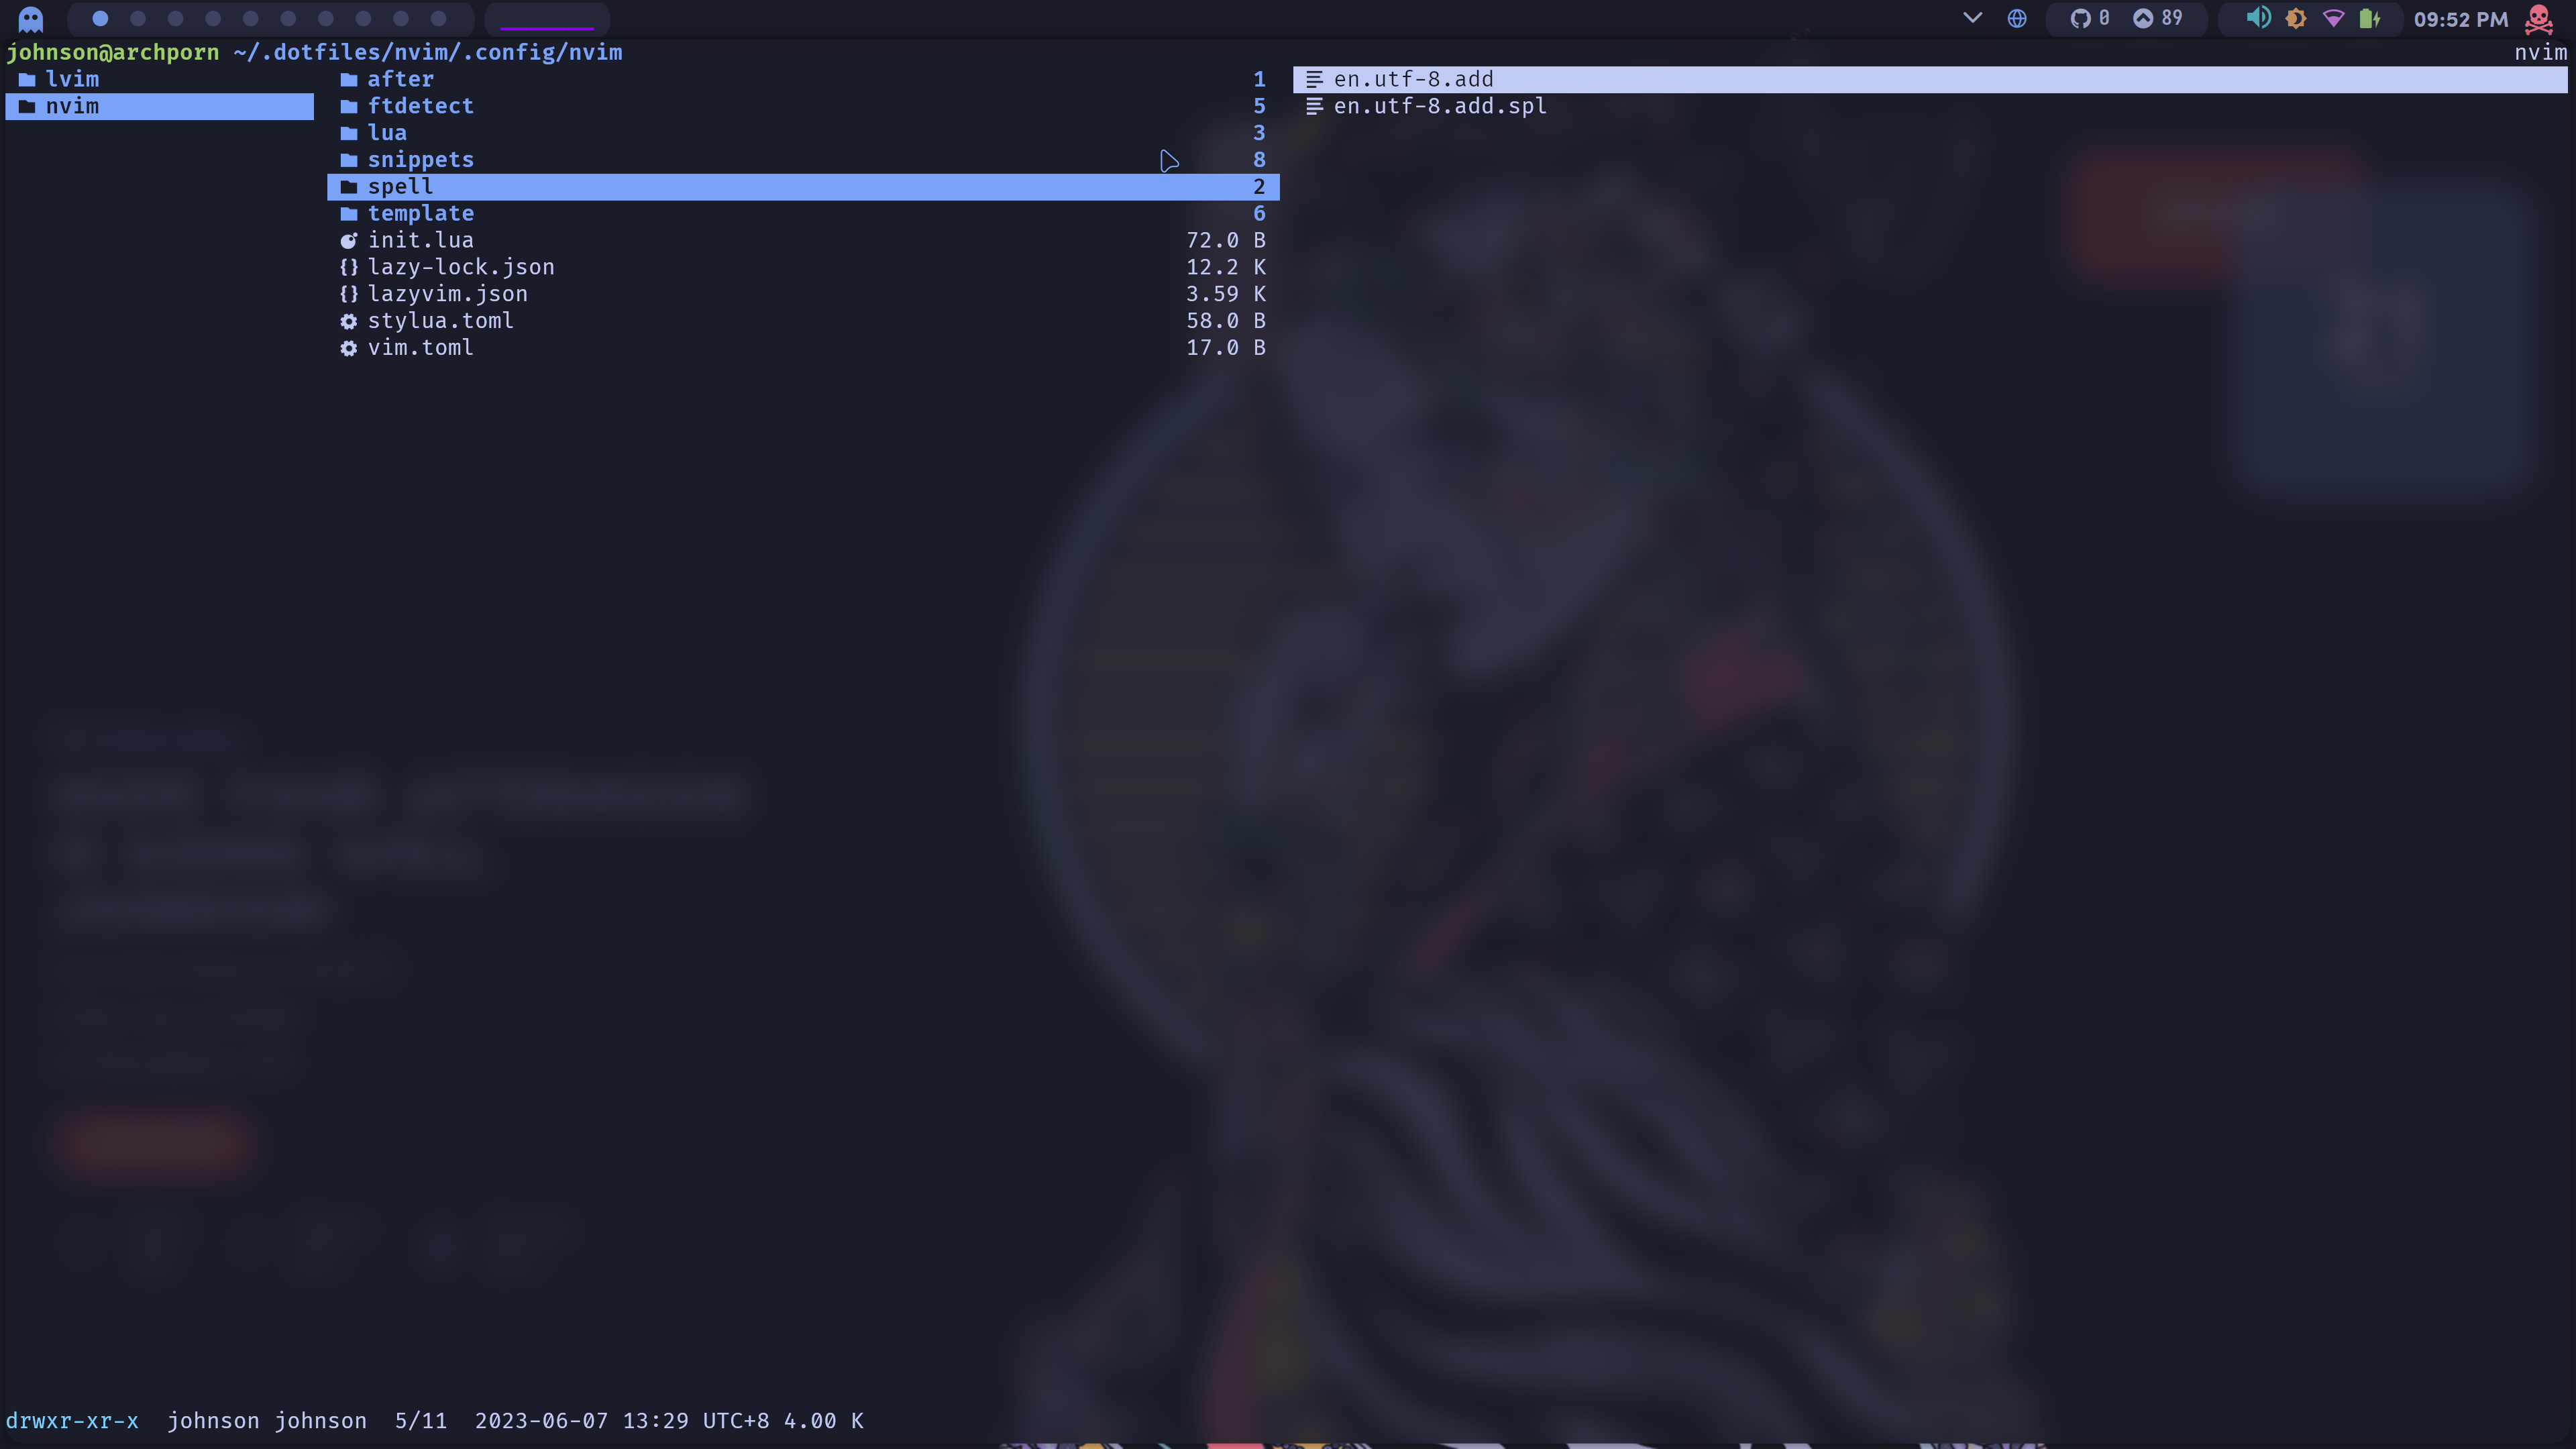 0 89 09:52 PM
johnson@archporn ~/.dotfiles/nvim/.config/nvim nvim
lvim
nvim
after 1
ftdetect 5
lua 3
snippets 8
spell 2
template 6
init.lua 72.0 B
lazy-lock.json 12.2 K
lazyvim.json 3.59 K
stylua.toml 58.0 B
vim.toml 17.0 B
en.utf-8.add
en.utf-8.add.spl
drwxr-xr-x johnson johnson 5/11 2023-06-07 13:29 UTC+8 4.00 K